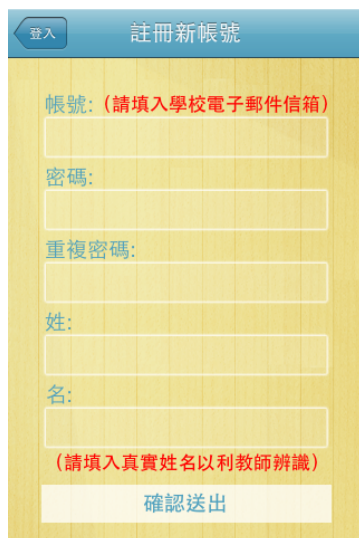 登入
註冊新帳號
帳號:(請填入學校電子郵件信箱)
密碼:
重複密碼:
姓:
名:
(請填入真實姓名以利教師辨識)
確認送出